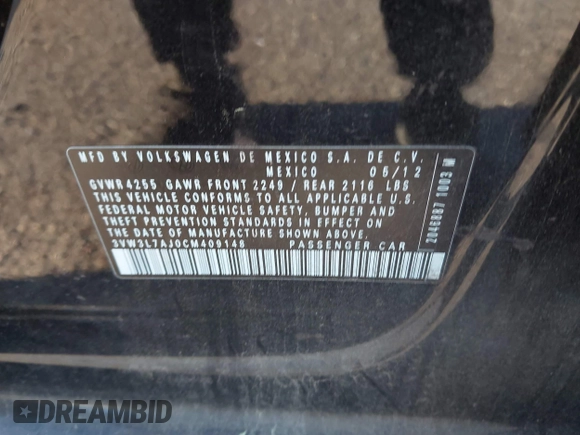 MFD BY VOLKSWAGEN DE MEXICO S.A. DE C.V.
MEXICO 05/12
GVWR 4255 GAWR FRONT 2249 / REAR 2116 LBS
THIS VEHICLE CONFORMS TO ALL APPLICABLE U.S.
FEDERAL MOTOR VEHICLE SAFETY, BUMPER AND
THEFT PREVENTION STANDARDS IN EFFECT ON
THE DATE OF MANUFACTURE SHOWN ABOVE.
3VW3L7AJ0CM409148 PASSENGER CAR
2046887 1003 M
DREAMBID